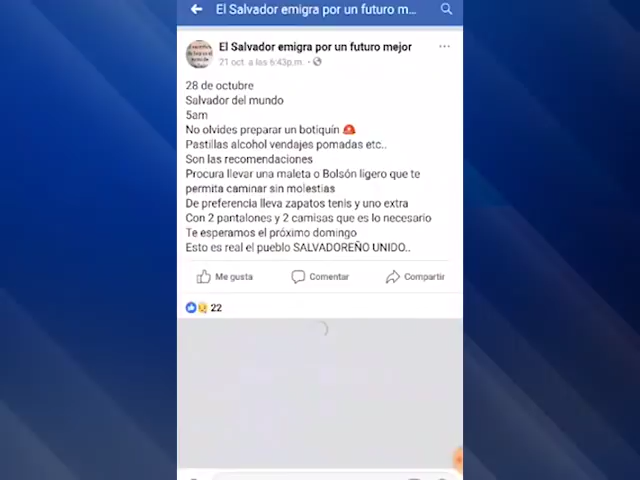 El Salvador emigra por un futuro m...
El Salvador emigra por un futuro mejor
21 oct. a las 6:43p.m. ·
28 de octubre
Salvador del mundo
5am
No olvides preparar un botiquín
Pastillas alcohol vendajes pomadas etc..
Son las recomendaciones
Procura llevar una maleta o Bolsón ligero que te
permita caminar sin molestias
De preferencia lleva zapatos tenis y uno extra
Con 2 pantalones y 2 camisas que es lo necesario
Te esperamos el próximo domingo
Esto es real el pueblo SALVADOREÑO UNIDO..
Me gusta Comentar Compartir
22